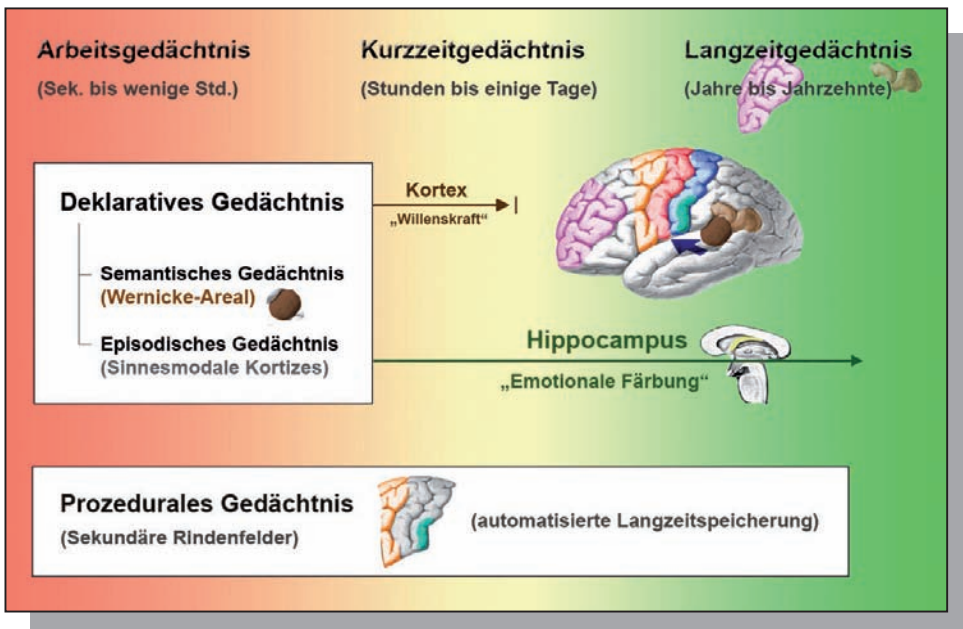 Arbeitsgedächtnis
(Sek. bis wenige Std.)
Kurzzeitgedächtnis
(Stunden bis einige Tage)
Langzeitgedächtnis
(Jahre bis Jahrzehnte)
Deklaratives Gedächtnis
Semantisches Gedächtnis
(Wernicke-Areal)
Episodisches Gedächtnis
(Sinnesmodale Kortizes)
Kortex
„Willenskraft“
Hippocampus
„Emotionale Färbung“
Prozedurales Gedächtnis
(Sekundäre Rindenfelder)
(automatisierte Langzeitspeicherung)